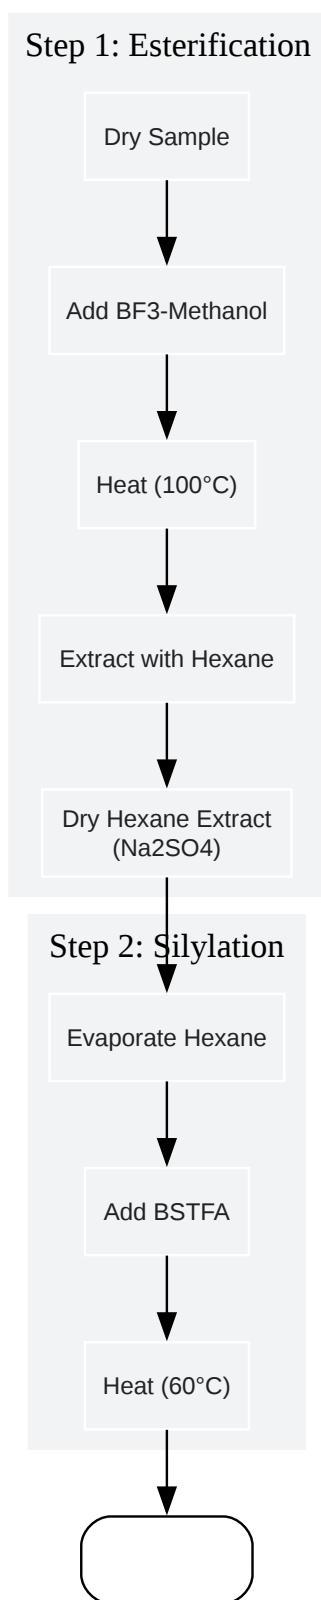 Step 1: Esterification
Dry Sample
Add BF3-Methanol
Heat (100°C)
Extract with Hexane
Dry Hexane Extract
(Na2SO4)
Step 2: Silylation
Evaporate Hexane
Add BSTFA
Heat (60°C)